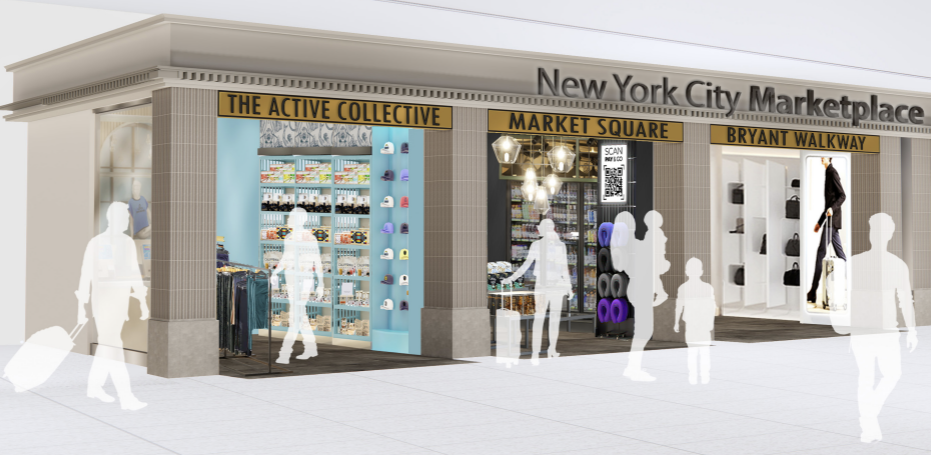 New York City Marketplace
THE ACTIVE COLLECTIVE
MARKET SQUARE
BRYANT WALKWAY
SCAN
PAY & GO